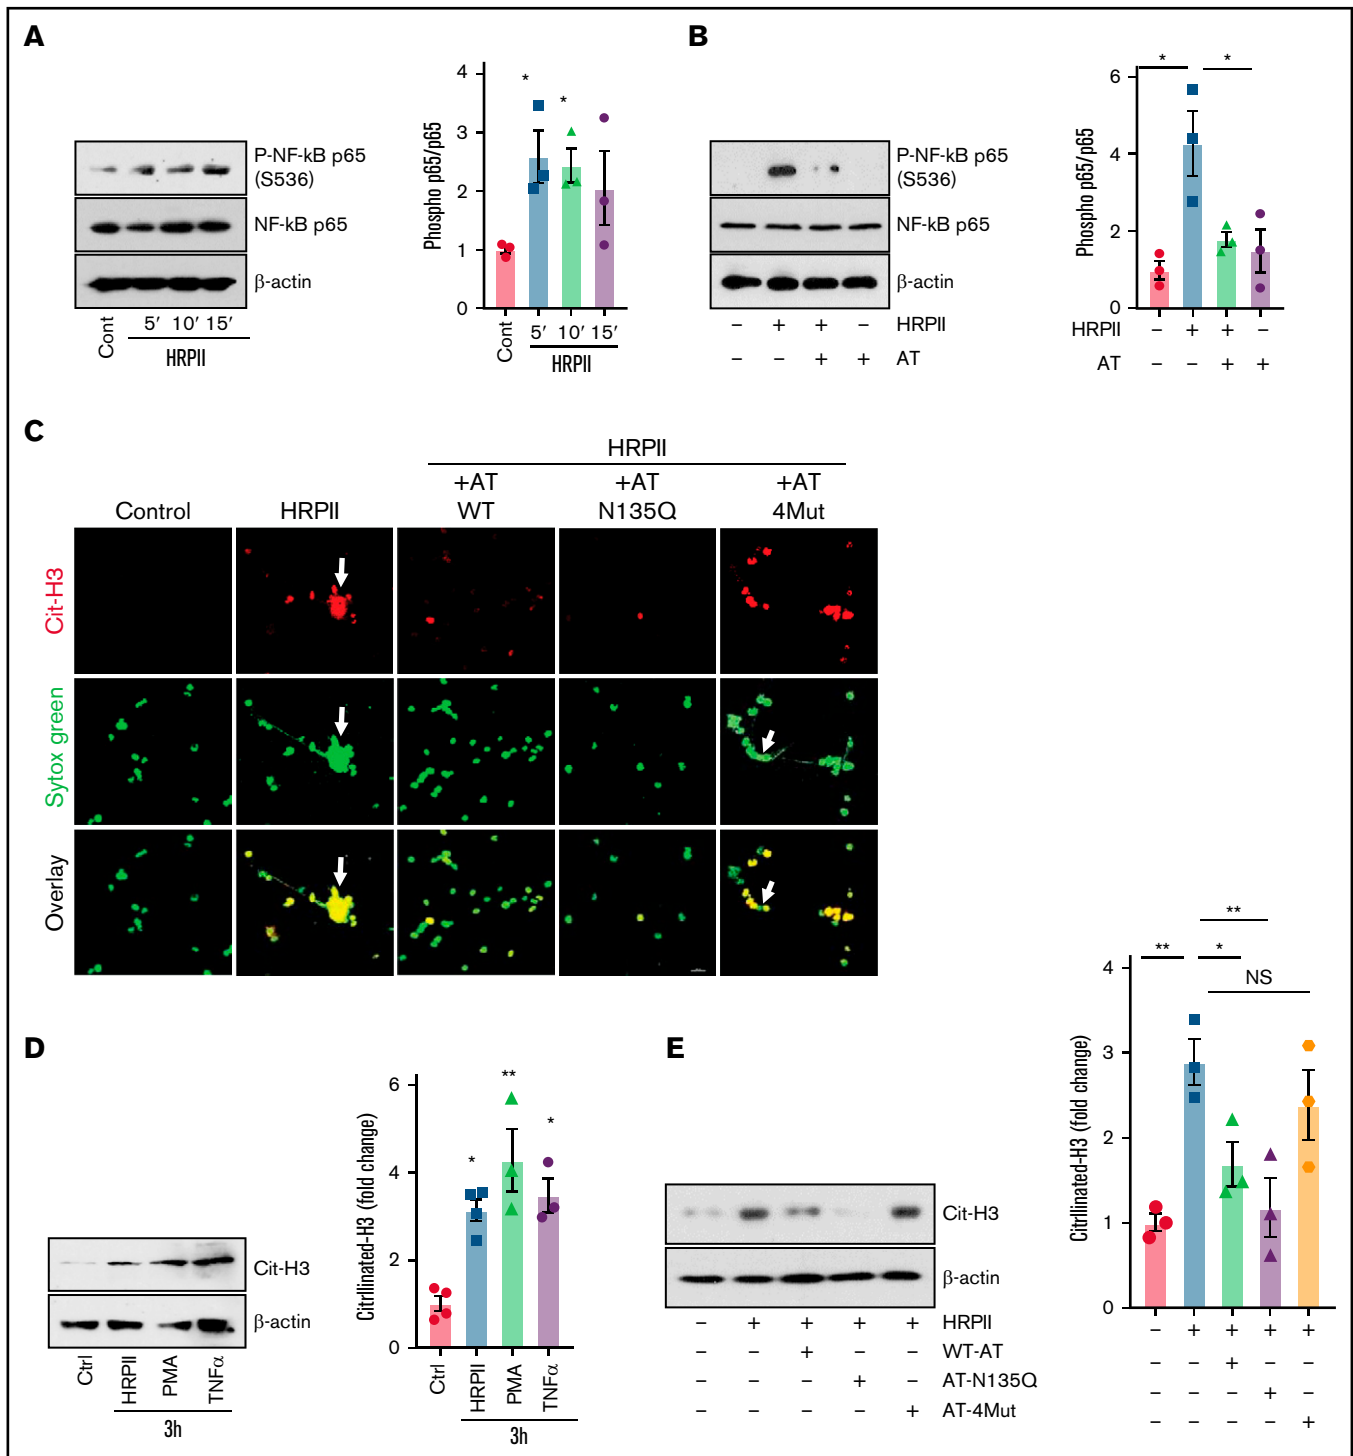 A
P-NF-kB p65
(S536)
NF-kB p65
β-actin
Cont
5′ 10′ 15′
HRPII
Phospho p65/p65
4
3
2
1
0
*
*
Cont
5′ 10′ 15′
HRPII
B
P-NF-kB p65
(S536)
NF-kB p65
β-actin
– + + – HRPII
– – + + AT
Phospho p65/p65
6
4
2
0
* *
HRPII – + + –
AT – – + +
C
HRPII
Control
HRPII
+AT
WT
+AT
N135Q
+AT
4Mut
Cit-H3
Sytox green
Overlay
D
Cit-H3
β-actin
Ctrl
HRPII
PMA
TNFα
3h
Citrllinated-H3 (fold change)
6
4
2
0
*
**
*
Ctrl
HRPII
PMA
TNFα
3h
E
Cit-H3
β-actin
– + + + + HRPII
– – + – – WT-AT
– – – + – AT-N135Q
– – – – + AT-4Mut
Citrllinated-H3 (fold change)
4
3
2
1
0
**
** *
NS
– + + + +
– – + – –
– – – + –
– – – – +